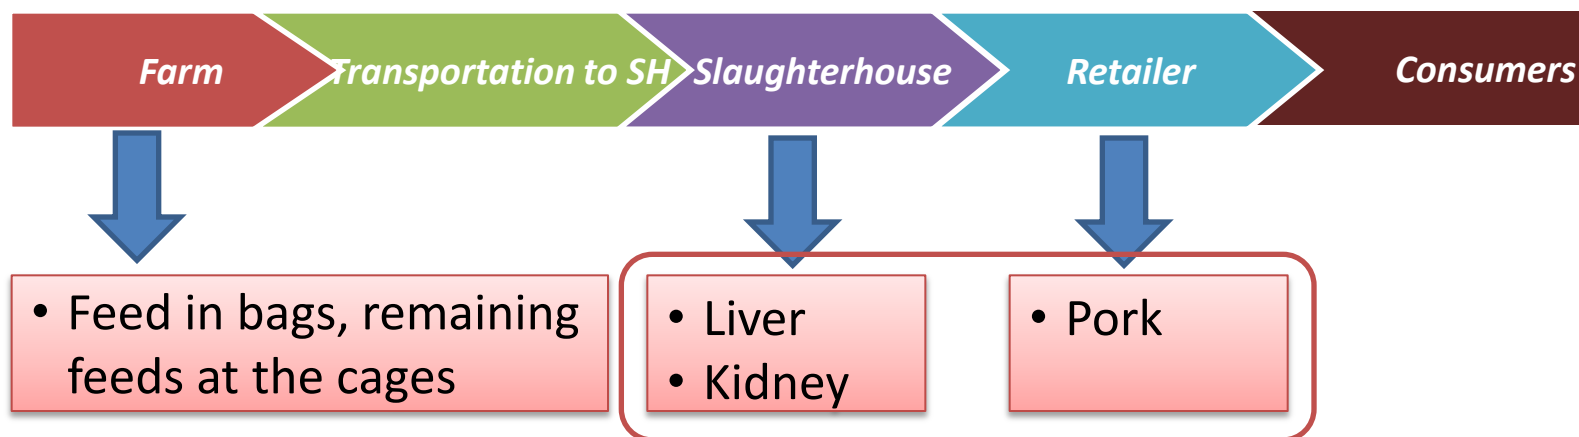 Farm
Transportation to SH
Slaughterhouse
Retailer
Consumers
• Feed in bags, remaining
feeds at the cages
• Liver
• Kidney
• Pork